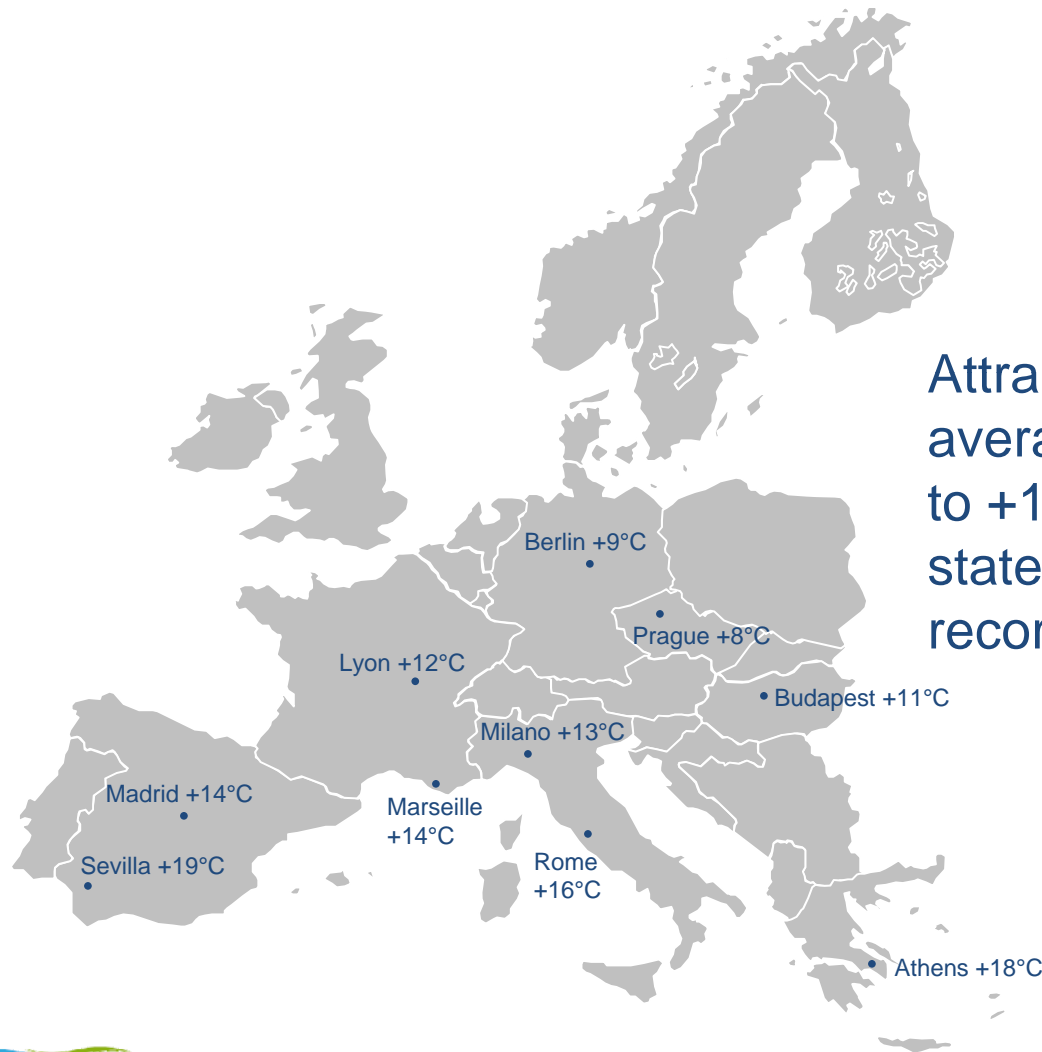 Attra
avera
to +1
state
recor
Berlin +9°C
Prague +8°C
Lyon +12°C
Budapest +11°C
Milano +13°C
Madrid +14°C
Marseille
+14°C
Rome
+16°C
Sevilla +19°C
Athens +18°C